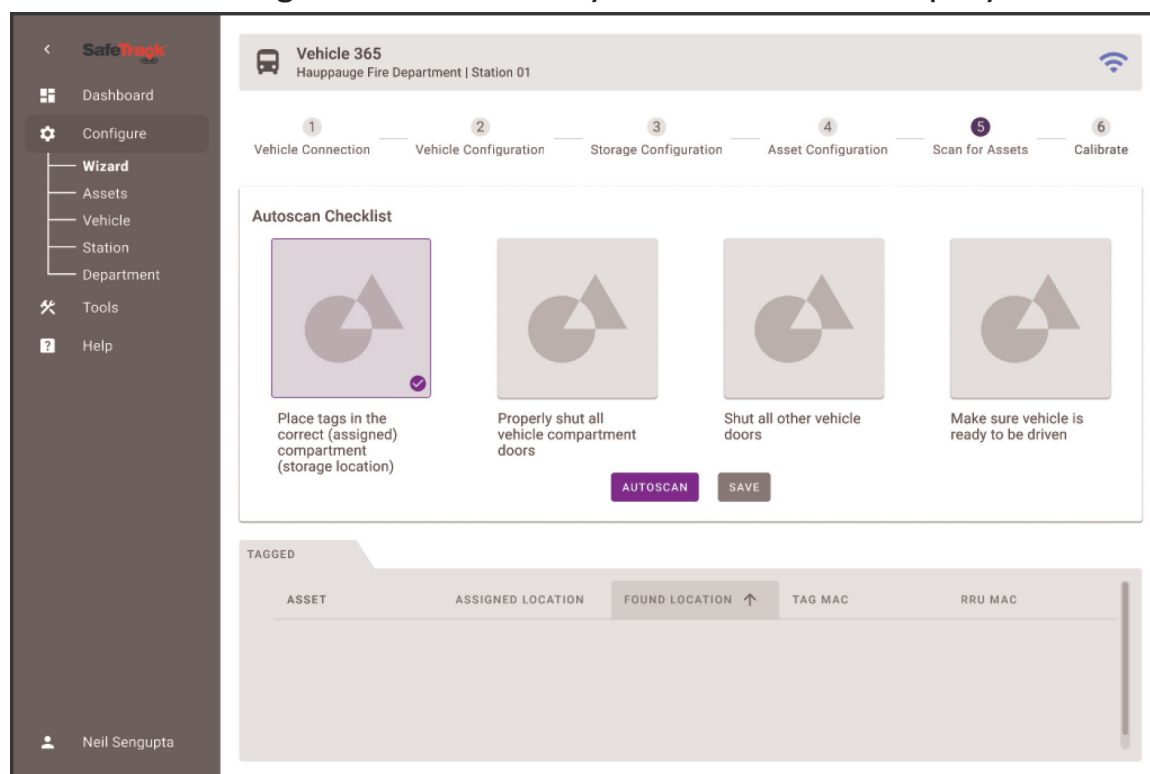 SafeTrack
Dashboard
Configure
Wizard
Assets
Vehicle
Station
Department
Tools
Help
Neil Sengupta
Vehicle 365
Hauppauge Fire Department | Station 01
1
Vehicle Connection
2
Vehicle Configuration
3
Storage Configuration
4
Asset Configuration
5
Scan for Assets
6
Calibrate
Autoscan Checklist
Place tags in the
correct (assigned)
compartment
(storage location)
Properly shut all
vehicle compartment
doors
Shut all other vehicle
doors
Make sure vehicle is
ready to be driven
AUTOSCAN
SAVE
TAGGED
ASSET
ASSIGNED LOCATION
FOUND LOCATION
TAG MAC
RRU MAC